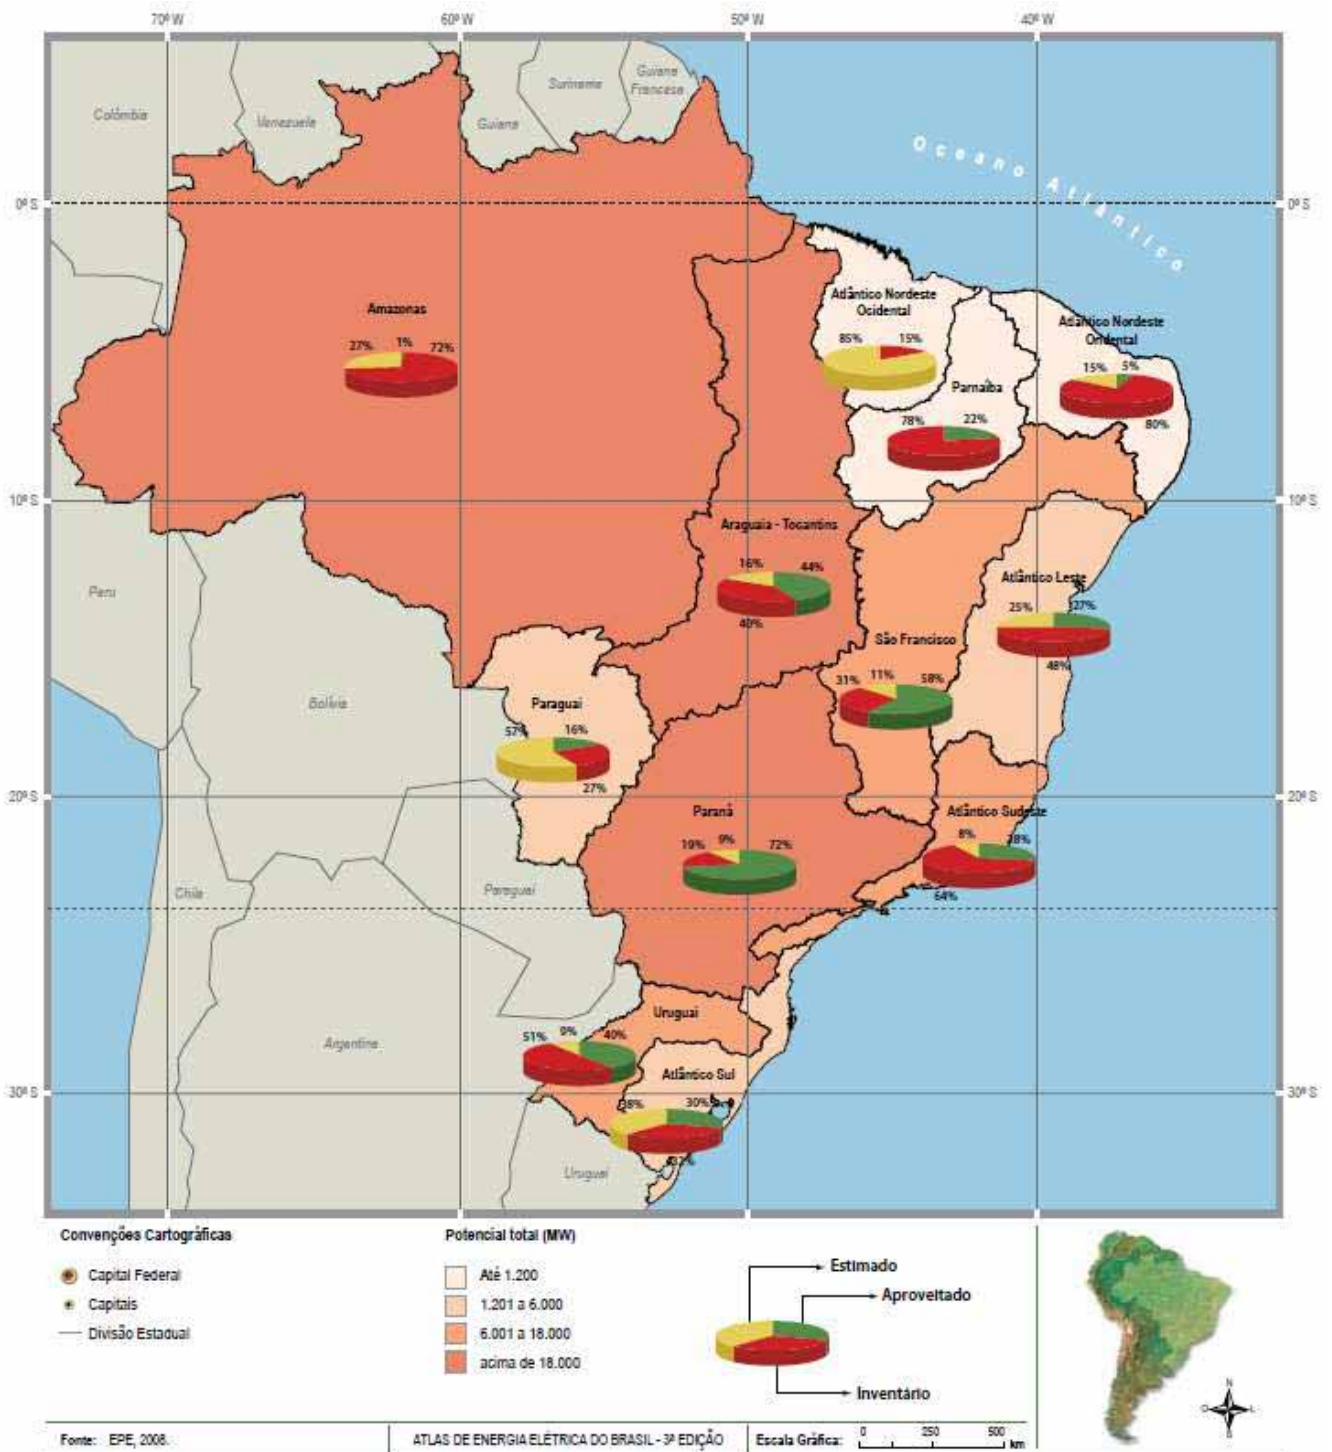 70º W 60º W 50º W 40º W
Colômbia
Venezuela
Guiana
Suriname
Guiana
Francesa
Oceano Atlântico
0º S 0º S
Amazonas
27% 1% 72%
Atlântico Nordeste
Ocidental
85% 15%
Atlântico Nordeste
Oriental
15% 5%
80%
Parnaíba
78% 22%
10º S 10º S
Peru
Araguaia - Tocantins
16% 44%
40%
Atlântico Leste
25% 27%
48%
São Francisco
31% 11% 58%
Bolívia
Paraguai
57% 16%
27%
20º S 20º S
Paraná
19% 9% 72%
Atlântico Sudeste
8% 28%
64%
Chile
Paraguai
Argentina
Uruguai
51% 9% 40%
Atlântico Sul
30º S 30º S
38% 30%
Uruguai
Convenções Cartográficas
Capital Federal
Capitais
Divisão Estadual
Potencial total (MW)
Até 1.200
1.201 a 6.000
6.001 a 18.000
acima de 18.000
Estimado
Aproveitado
Inventário
N
O L
S
Fonte: EPE, 2008.
ATLAS DE ENERGIA ELÉTRICA DO BRASIL - 3ª EDIÇÃO
Escala Gráfica: 0 250 500 km